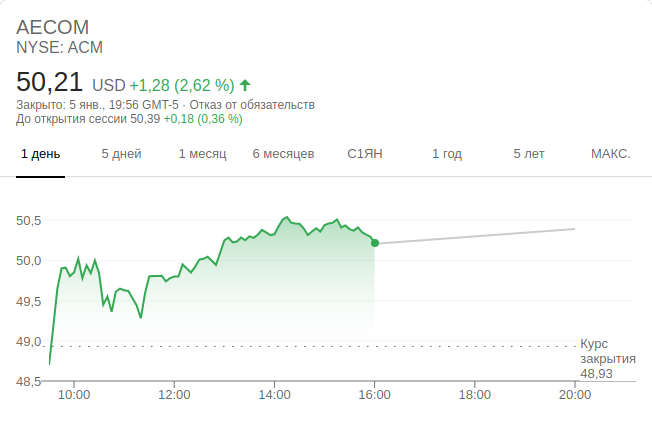 AECOM
NYSE: ACM
50,21 USD +1,28 (2,62 %)
Закрыто: 5 янв., 19:56 GMT-5 · Отказ от обязательств
До открытия сессии 50,39 +0,18 (0,36 %)
1 день 5 дней 1 месяц 6 месяцев С1ЯН 1 год 5 лет МАКС.
50,5
50,0
49,5
49,0
Курс
закрытия
48,93
48,5
10:00 12:00 14:00 16:00 18:00 20:00